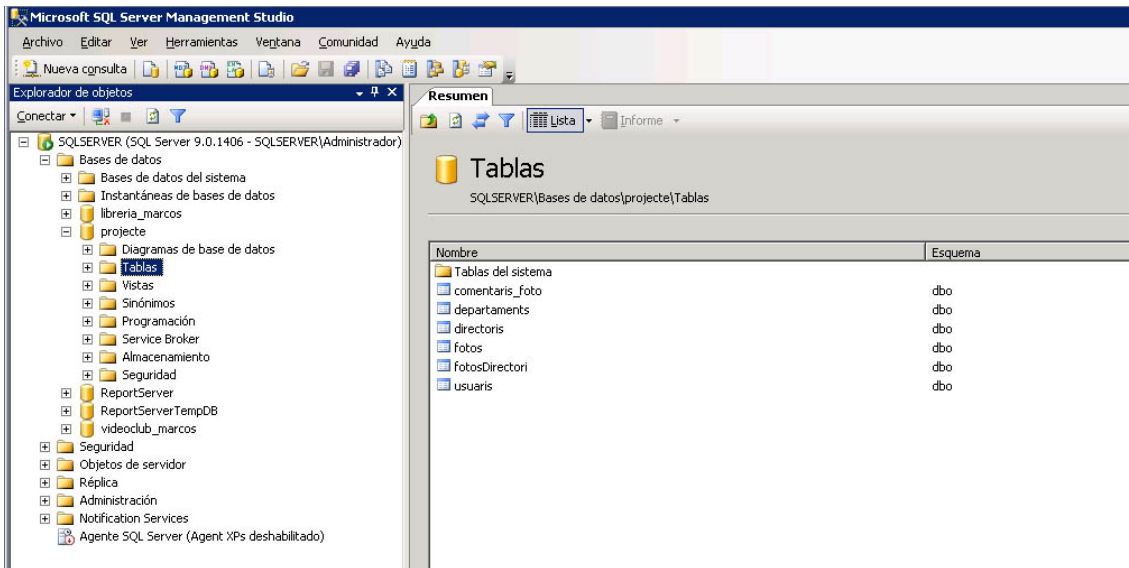 Microsoft SQL Server Management Studio
Archivo Editar Ver Herramientas Ventana Comunidad Ayuda
Nueva consulta
Explorador de objetos
Conectar
SQLSERVER (SQL Server 9.0.1406 - SQLSERVER\Administrador)
Bases de datos
Bases de datos del sistema
Instantáneas de bases de datos
libreria_marcos
projecte
Diagramas de base de datos
Tablas
Vistas
Sinónimos
Programación
Service Broker
Almacenamiento
Seguridad
ReportServer
ReportServerTempDB
videoclub_marcos
Seguridad
Objetos de servidor
Réplica
Administración
Notification Services
Agente SQL Server (Agent XPs deshabilitado)
Resumen
Lista Informe
Tablas
SQLSERVER\Bases de datos\projecte\Tablas
Nombre Esquema
Tablas del sistema
comentaris_foto dbo
departaments dbo
directoris dbo
fotos dbo
fotosDirectori dbo
usuaris dbo